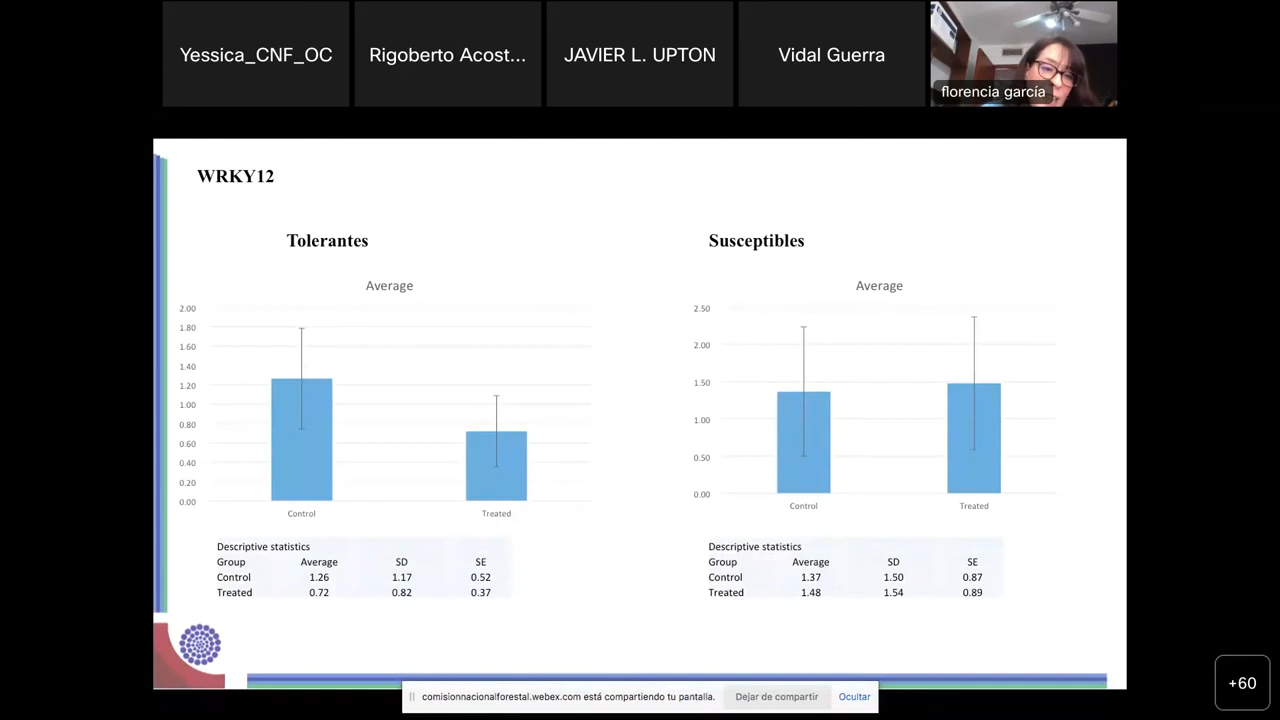 Yessica_CNF_OC
Rigoberto Acost...
JAVIER L. UPTON
Vidal Guerra
florencia garcía
WRKY12
Tolerantes
Average
2.00
1.80
1.60
1.40
1.20
1.00
0.80
0.60
0.40
0.20
0.00
Control Treated
Descriptive statistics
Group Average SD SE
Control 1.26 1.17 0.52
Treated 0.72 0.82 0.37
Susceptibles
Average
2.50
2.00
1.50
1.00
0.50
0.00
Control Treated
Descriptive statistics
Group Average SD SE
Control 1.37 1.50 0.87
Treated 1.48 1.54 0.89
comisionnacionalforestal.webex.com está compartiendo tu pantalla. Dejar de compartir Ocultar
+60